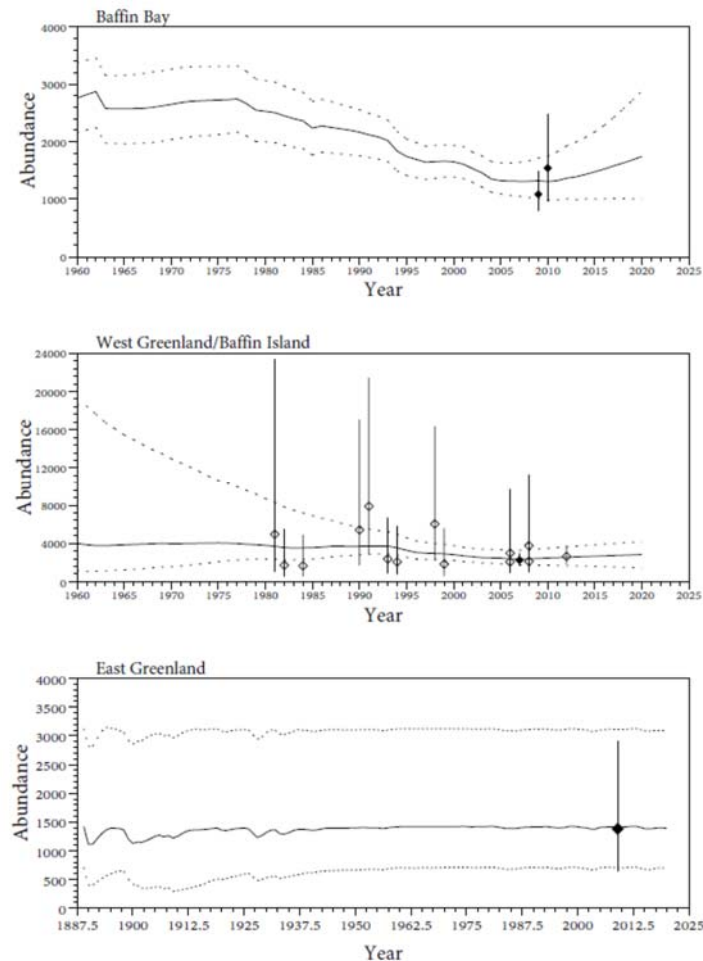 Baffin Bay
4000
3000
2000
1000
0
Abundance
1960 1965 1970 1975 1980 1985 1990 1995 2000 2005 2010 2015 2020 2025
Year
West Greenland/Baffin Island
24000
20000
16000
12000
8000
4000
0
Abundance
1960 1965 1970 1975 1980 1985 1990 1995 2000 2005 2010 2015 2020 2025
Year
East Greenland
4000
3500
3000
2500
2000
1500
1000
500
0
Abundance
1887.5 1900 1912.5 1925 1937.5 1950 1962.5 1975 1987.5 2000 2012.5 2025
Year